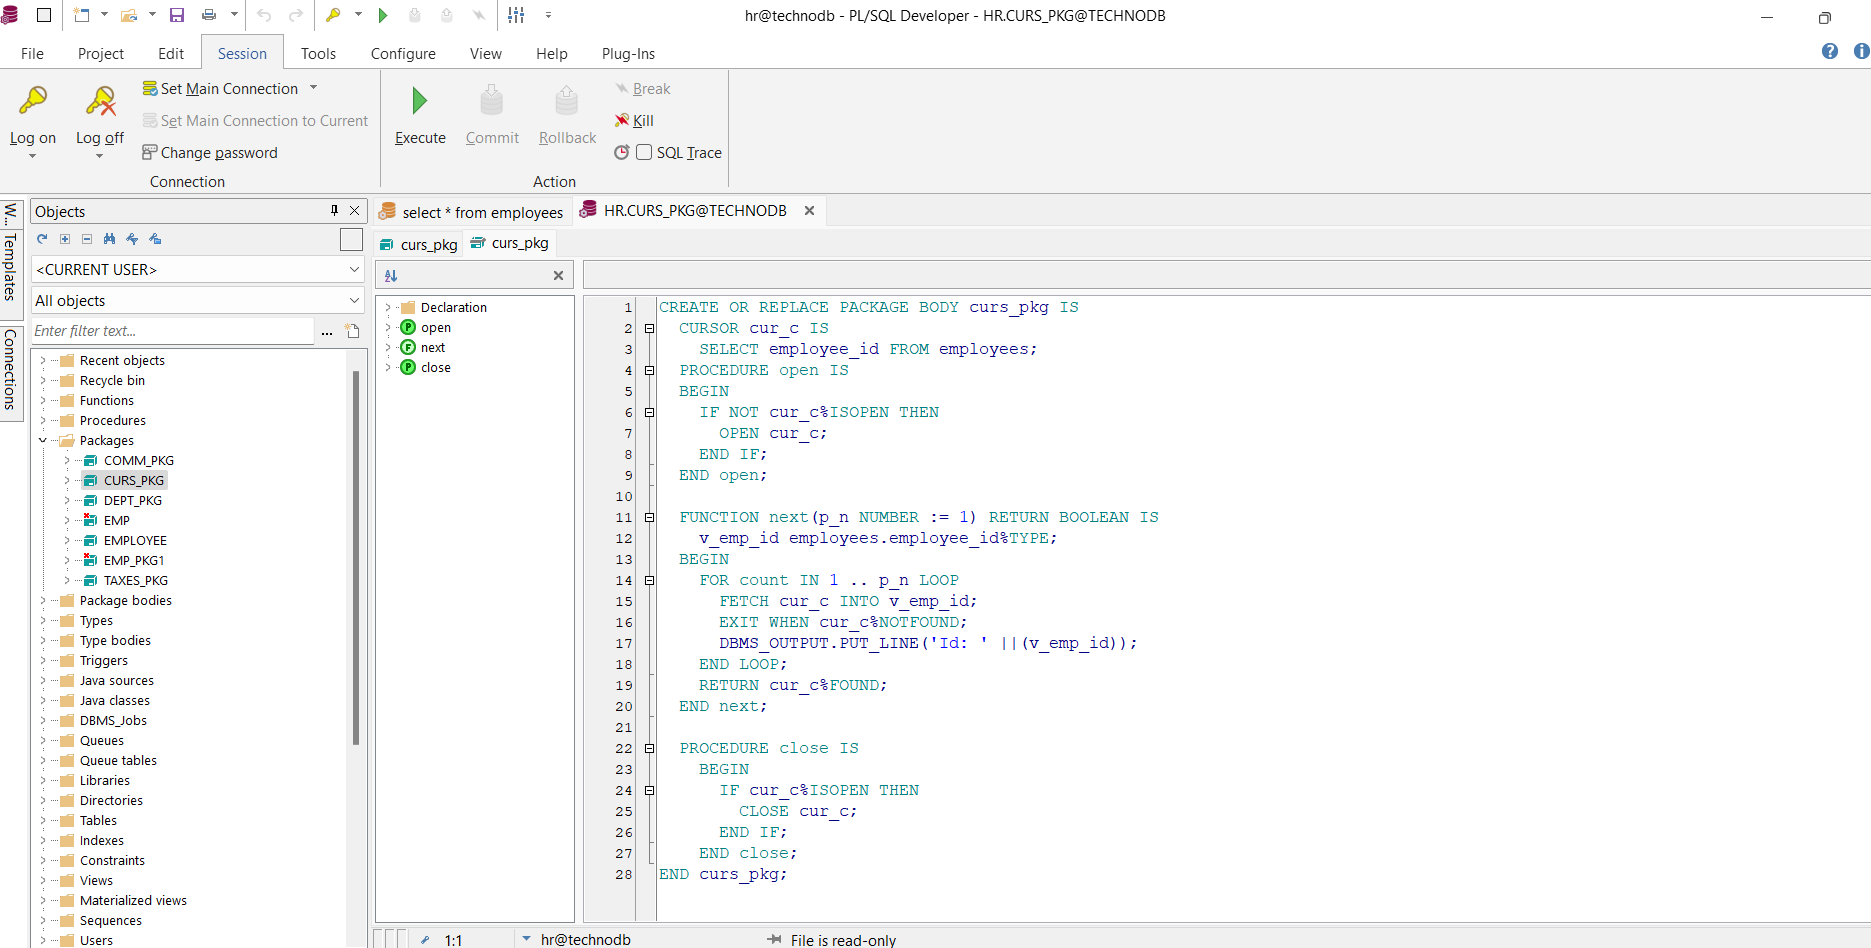 hr@technodb - PL/SQL Developer - HR.CURS_PKG@TECHNODB
File Project Edit Session Tools Configure View Help Plug-Ins
Log on
Log off
Set Main Connection
Set Main Connection to Current
Change password
Connection
Execute
Commit
Rollback
Break
Kill
SQL Trace
Action
W...
Templates
Connections
Objects
<CURRENT USER>
All objects
Enter filter text...
...
Recent objects
Recycle bin
Functions
Procedures
Packages
COMM_PKG
CURS_PKG
DEPT_PKG
EMP
EMPLOYEE
EMP_PKG1
TAXES_PKG
Package bodies
Types
Type bodies
Triggers
Java sources
Java classes
DBMS_Jobs
Queues
Queue tables
Libraries
Directories
Tables
Indexes
Constraints
Views
Materialized views
Sequences
Users
select * from employees
HR.CURS_PKG@TECHNODB
curs_pkg
curs_pkg
Declaration
P open
F next
P close
1 CREATE OR REPLACE PACKAGE BODY curs_pkg IS
2 CURSOR cur_c IS
3 SELECT employee_id FROM employees;
4 PROCEDURE open IS
5 BEGIN
6 IF NOT cur_c%ISOPEN THEN
7 OPEN cur_c;
8 END IF;
9 END open;
10
11 FUNCTION next(p_n NUMBER := 1) RETURN BOOLEAN IS
12 v_emp_id employees.employee_id%TYPE;
13 BEGIN
14 FOR count IN 1 .. p_n LOOP
15 FETCH cur_c INTO v_emp_id;
16 EXIT WHEN cur_c%NOTFOUND;
17 DBMS_OUTPUT.PUT_LINE('Id: ' ||(v_emp_id));
18 END LOOP;
19 RETURN cur_c%FOUND;
20 END next;
21
22 PROCEDURE close IS
23 BEGIN
24 IF cur_c%ISOPEN THEN
25 CLOSE cur_c;
26 END IF;
27 END close;
28 END curs_pkg;
1:1
hr@technodb
File is read-only